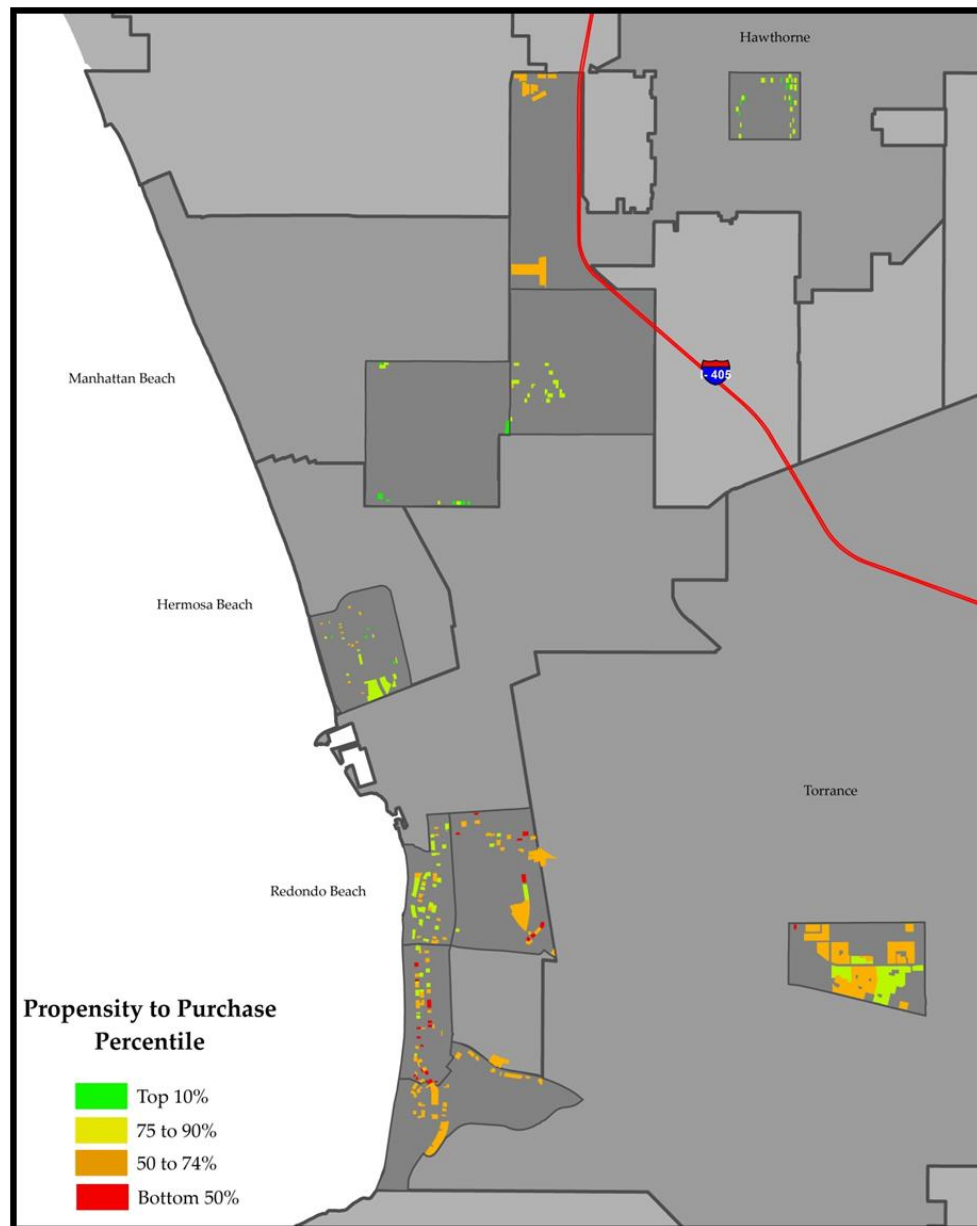 Hawthorne
- 405
Manhattan Beach
Hermosa Beach
Torrance
Redondo Beach
Propensity to Purchase
Percentile
Top 10%
75 to 90%
50 to 74%
Bottom 50%